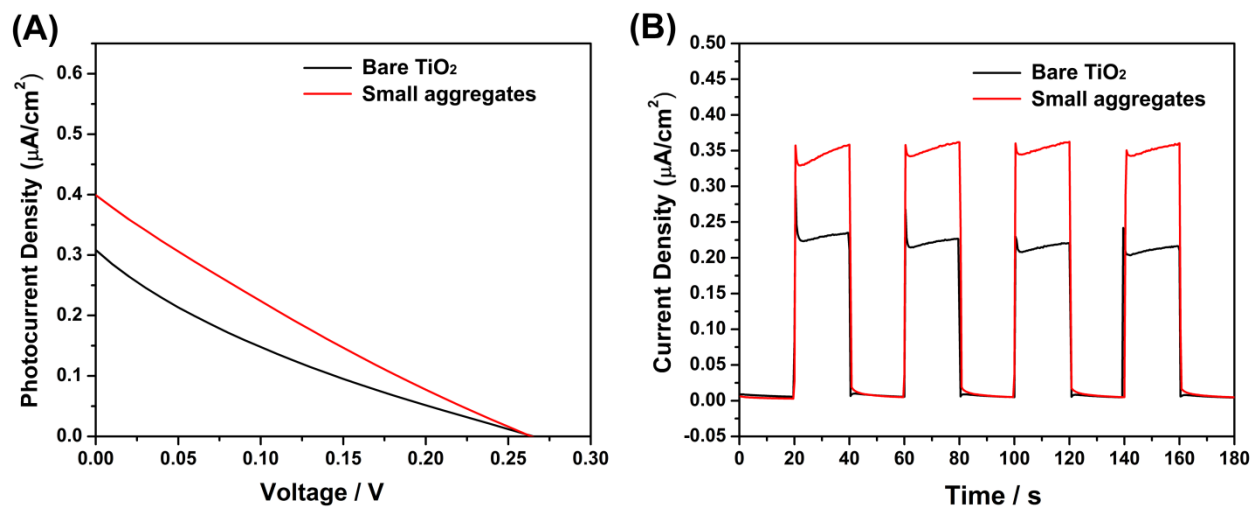 (A)
Bare TiO₂
Small aggregates
Photocurrent Density (μA/cm²)
0.6
0.5
0.4
0.3
0.2
0.1
0.0
0.00 0.05 0.10 0.15 0.20 0.25 0.30
Voltage / V
(B)
Bare TiO₂
Small aggregates
Current Density (μA/cm²)
0.50
0.45
0.40
0.35
0.30
0.25
0.20
0.15
0.10
0.05
0.00
-0.05
0 20 40 60 80 100 120 140 160 180
Time / s